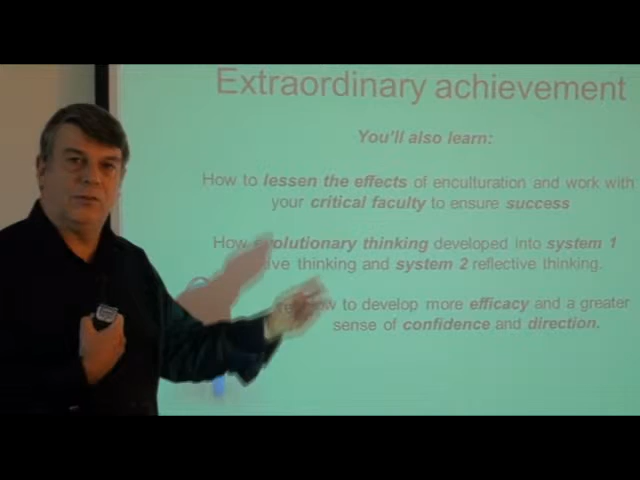 Extraordinary achievement
You'll also learn:
How to lessen the effects of enculturation and work with
your critical faculty to ensure success
How evolutionary thinking developed into system 1
thinking and system 2 reflective thinking.
to develop more efficacy and a greater
sense of confidence and direction.